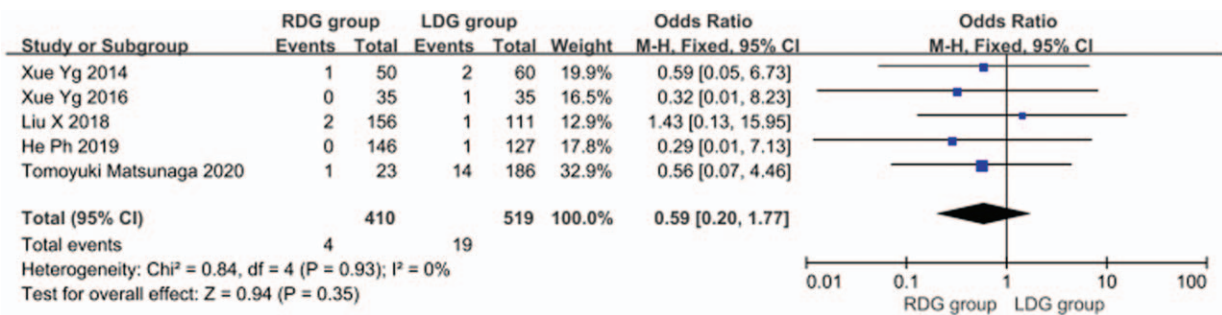 RDG group LDG group Odds Ratio Odds Ratio
Study or Subgroup Events Total Events Total Weight M-H, Fixed, 95% CI M-H, Fixed, 95% CI
Xue Yg 2014 1 50 2 60 19.9% 0.59 [0.05, 6.73]
Xue Yg 2016 0 35 1 35 16.5% 0.32 [0.01, 8.23]
Liu X 2018 2 156 1 111 12.9% 1.43 [0.13, 15.95]
He Ph 2019 0 146 1 127 17.8% 0.29 [0.01, 7.13]
Tomoyuki Matsunaga 2020 1 23 14 186 32.9% 0.56 [0.07, 4.46]
Total (95% CI) 410 519 100.0% 0.59 [0.20, 1.77]
Total events 4 19
Heterogeneity: Chi² = 0.84, df = 4 (P = 0.93); I² = 0%
Test for overall effect: Z = 0.94 (P = 0.35)
0.01 0.1 1 10 100
RDG group LDG group